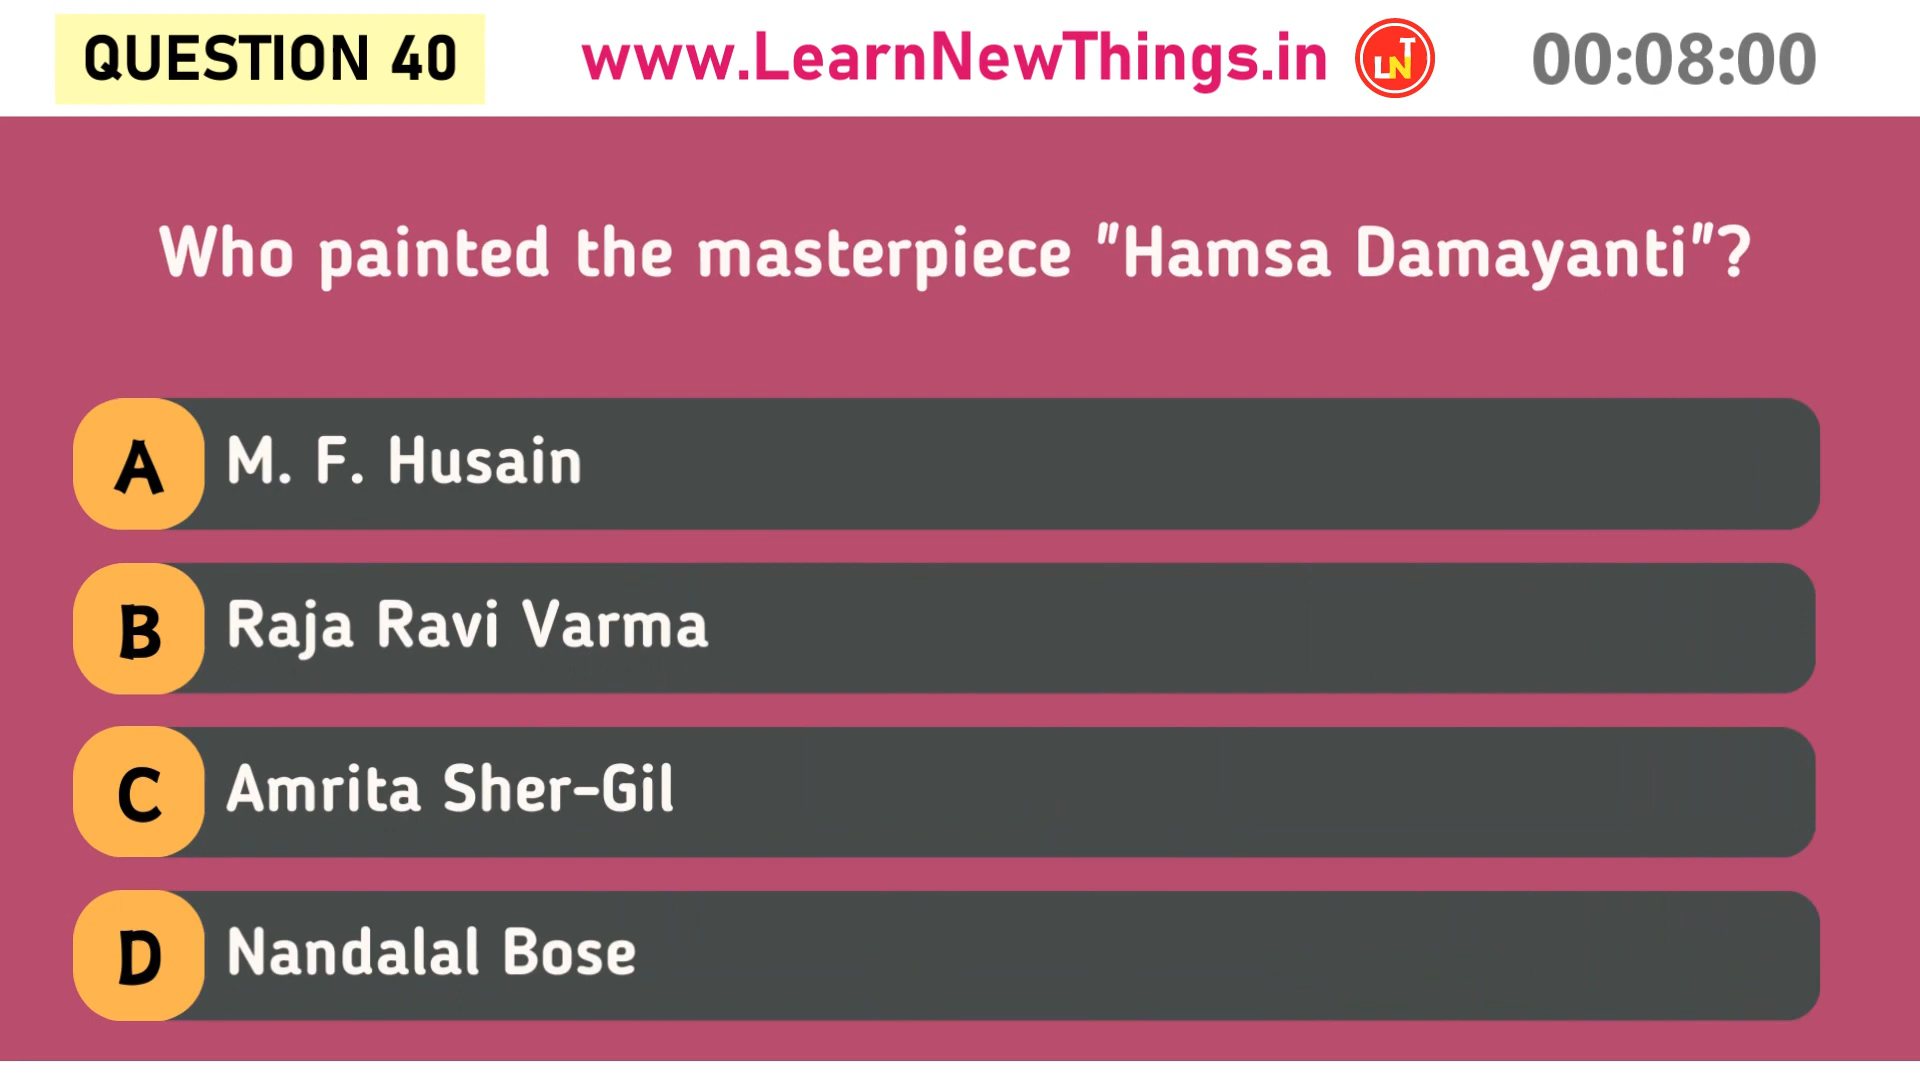 QUESTION 40
www.LearnNewThings.in
LNT
00:08:00
Who painted the masterpiece "Hamsa Damayanti"?
A
M. F. Husain
B
Raja Ravi Varma
C
Amrita Sher-Gil
D
Nandalal Bose